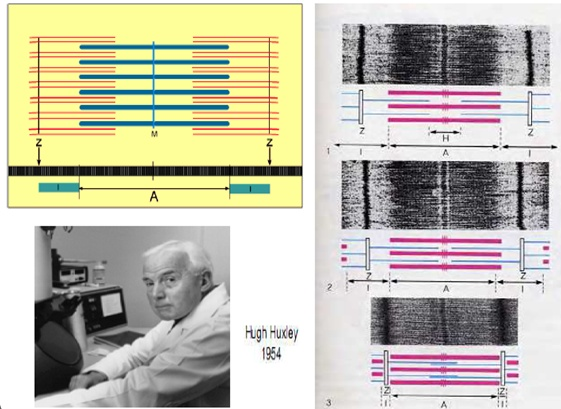 M
Z Z
I I
A
Hugh Huxley
1954
Z Z
H
1 I A I
Z Z
2 I A I
Z Z
3 I A I